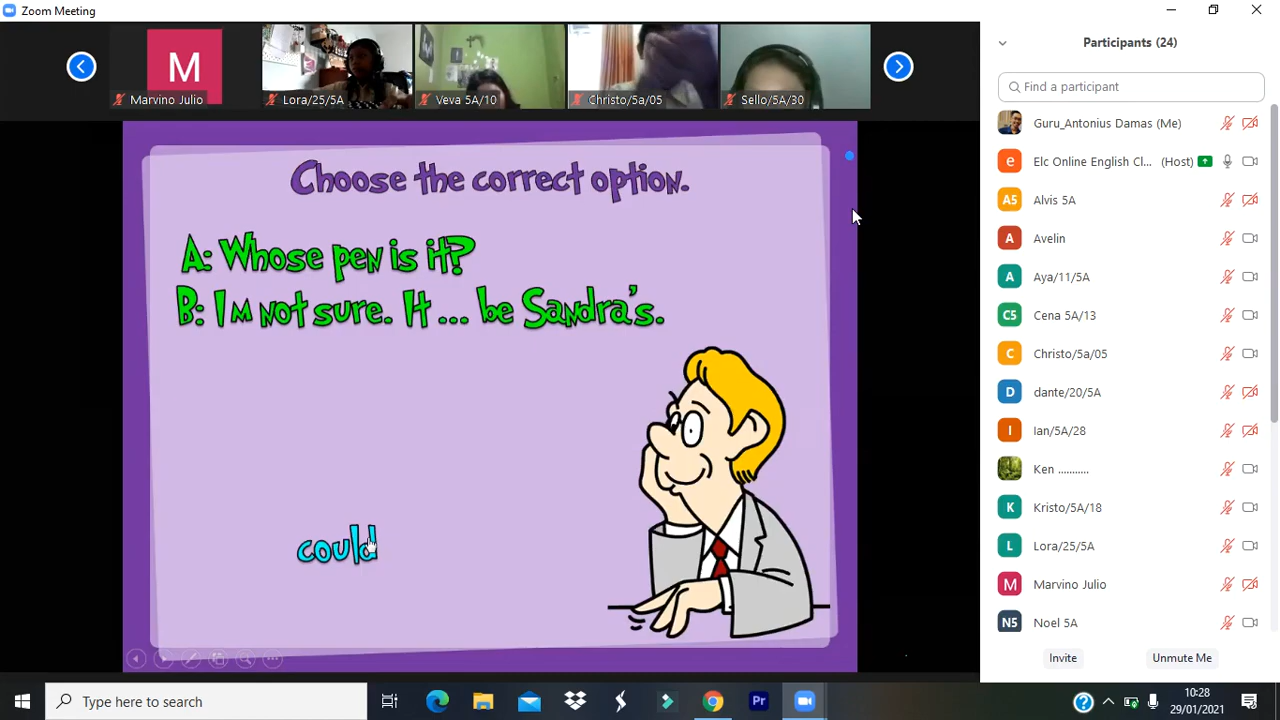 Zoom Meeting
M
Marvino Julio
Lora/25/5A
Veva 5A/10
Christo/5a/05
Sello/5A/30
Choose the correct option.
A: Whose pen is it?
B: I'm not sure. It ... be Sandra's.
could
Participants (24)
Find a participant
Guru_Antonius Damas (Me)
e
Elc Online English Cl... (Host)
A5
Alvis 5A
A
Avelin
A
Aya/11/5A
C5
Cena 5A/13
C
Christo/5a/05
D
dante/20/5A
I
Ian/5A/28
Ken ...........
K
Kristo/5A/18
L
Lora/25/5A
M
Marvino Julio
N5
Noel 5A
Invite
Unmute Me
Type here to search
Pr
10:28
29/01/2021